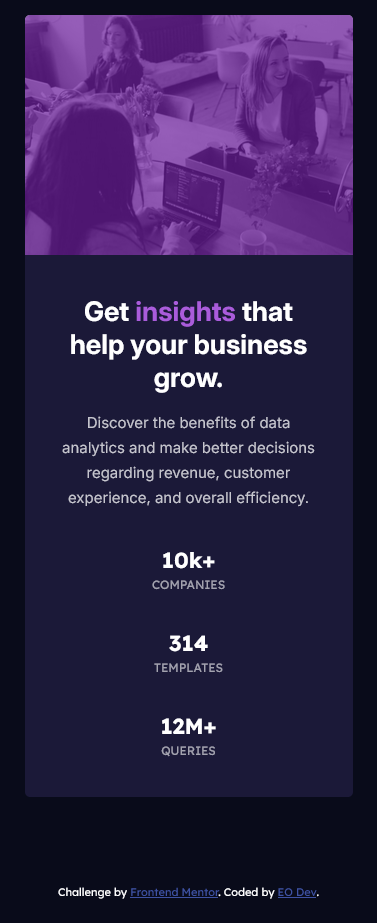 Get insights that
help your business
grow.
Discover the benefits of data
analytics and make better decisions
regarding revenue, customer
experience, and overall efficiency.
10k+
COMPANIES
314
TEMPLATES
12M+
QUERIES
Challenge by Frontend Mentor. Coded by EO Dev.